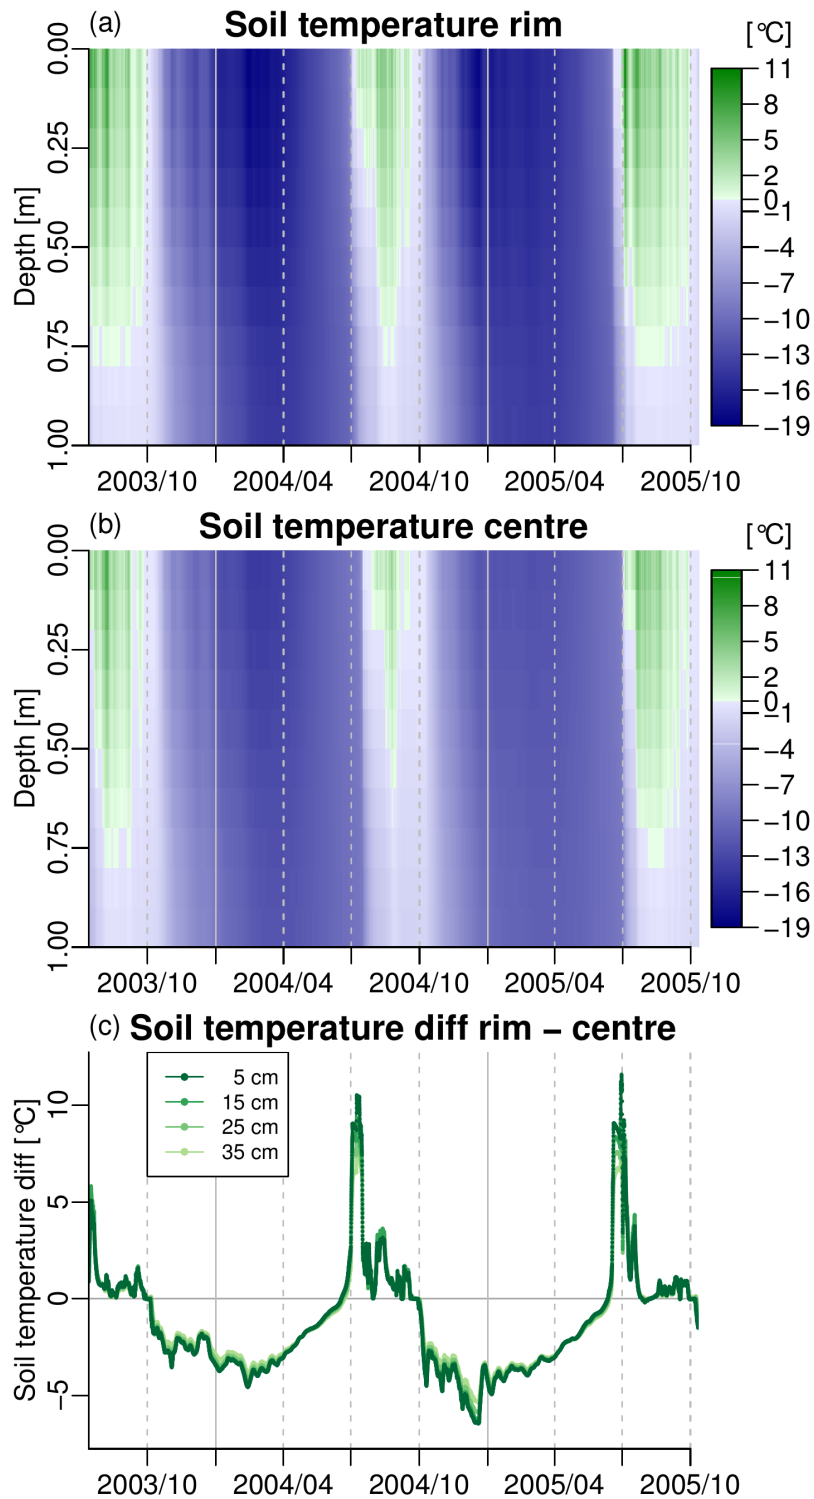 (a) Soil temperature rim
[°C]
0.00
0.25
0.50
0.75
1.00
Depth [m]
11
8
5
2
0
−1
−4
−7
−10
−13
−16
−19
2003/10 2004/04 2004/10 2005/04 2005/10
(b) Soil temperature centre
[°C]
0.00
0.25
0.50
0.75
1.00
Depth [m]
11
8
5
2
0
−1
−4
−7
−10
−13
−16
−19
2003/10 2004/04 2004/10 2005/04 2005/10
(c) Soil temperature diff rim − centre
5 cm
15 cm
25 cm
35 cm
10
5
0
−5
Soil temperature diff [°C]
2003/10 2004/04 2004/10 2005/04 2005/10